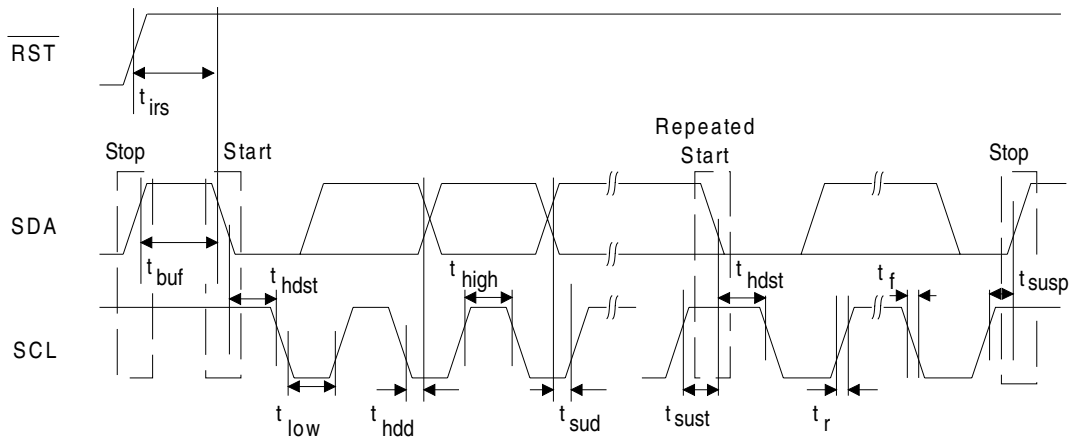 RST
t irs
Repeated
Stop Start Start Stop
SDA
t buf t hdst t high t hdst t f t susp
SCL
t low t hdd t sud t sust t r